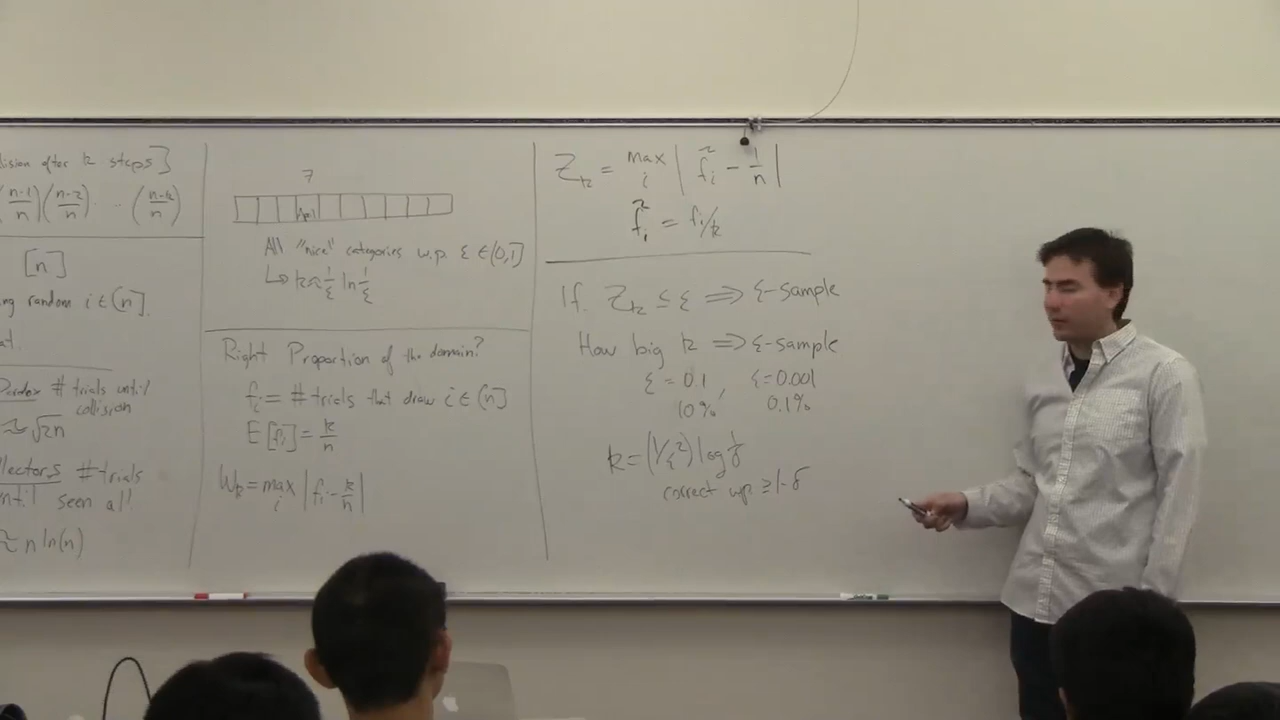 ision after k steps]
(n-1/n)(n-2/n) ... (n-k/n)
[n]
ng random i ∈ [n].
at.
Paradox # trials until
collision
≈ √2n
llectors # trials
until seen all
≈ n ln(n)
7
All "nice" categories w.p. ε ∈ (0,1]
↳ k ≈ 1/ε ln 1/ε
Right Proportion of the domain?
fi = # trials that draw i ∈ [n]
E[fi] = k/n
Wk = max i | fi - k/n |
Zk = max i | f̃i - 1/n |
f̃i = fi/k
If Zk ≤ ε ⟹ ε-sample
How big k ⟹ ε-sample
ε = 0.1, ε = 0.001
10% 0.1%
k = (1/ε²) log 1/δ
correct w.p. ≥ 1-δ